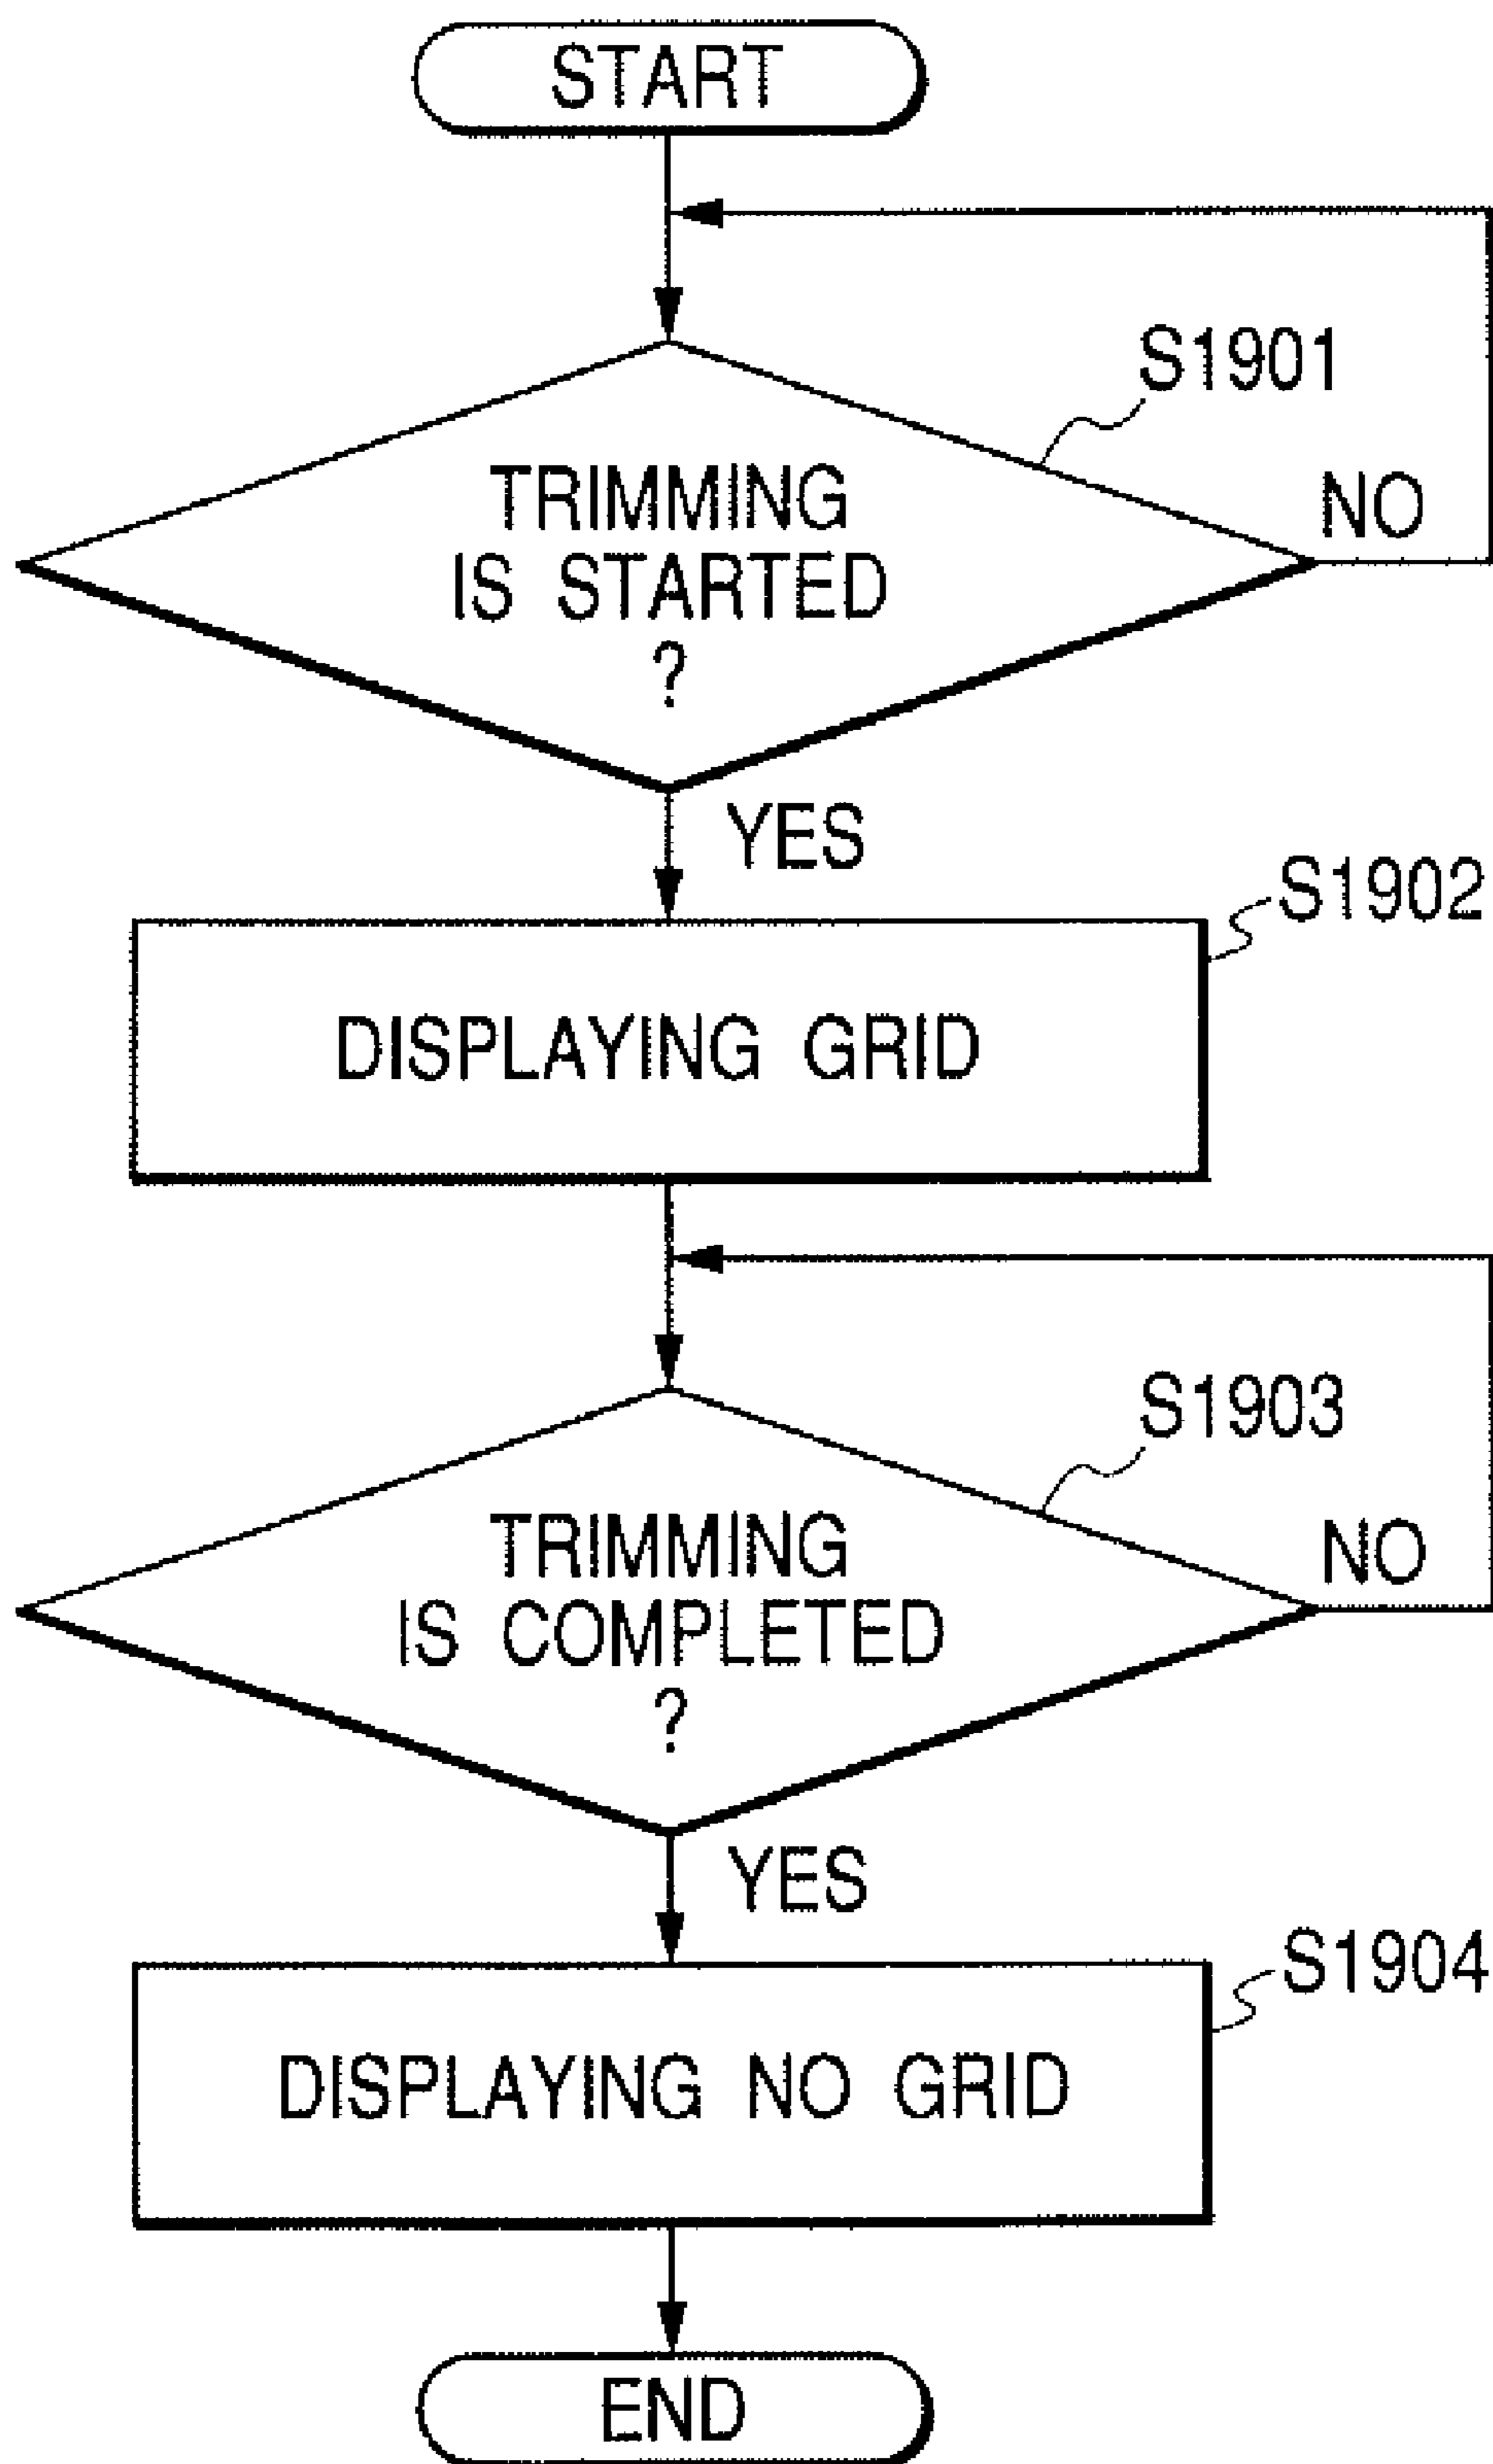 START
S1901
TRIMMING
IS STARTED
?
NO
YES
S1902
DISPLAYING GRID
S1903
TRIMMING
IS COMPLETED
?
NO
YES
S1904
DISPLAYING NO GRID
END